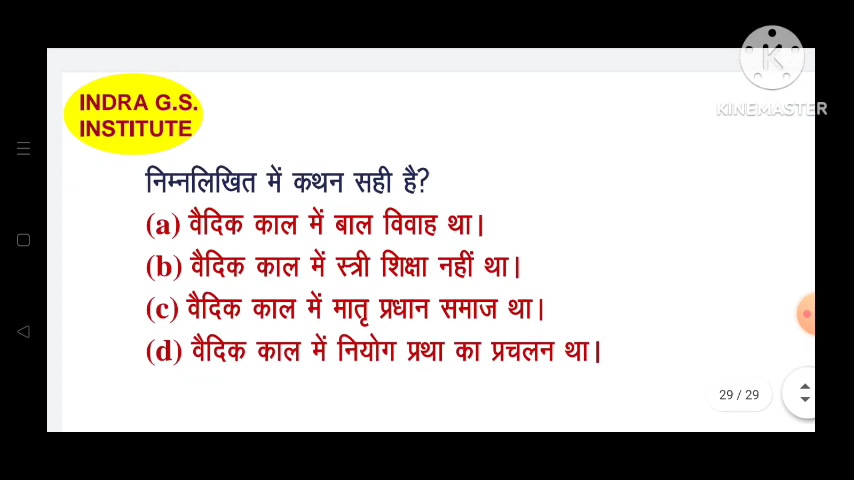 INDRA G.S.
INSTITUTE
KINEMASTER
निम्नलिखित में कथन सही है?
(a) वैदिक काल में बाल विवाह था।
(b) वैदिक काल में स्त्री शिक्षा नहीं था।
(c) वैदिक काल में मातृ प्रधान समाज था।
(d) वैदिक काल में नियोग प्रथा का प्रचलन था।
29 / 29